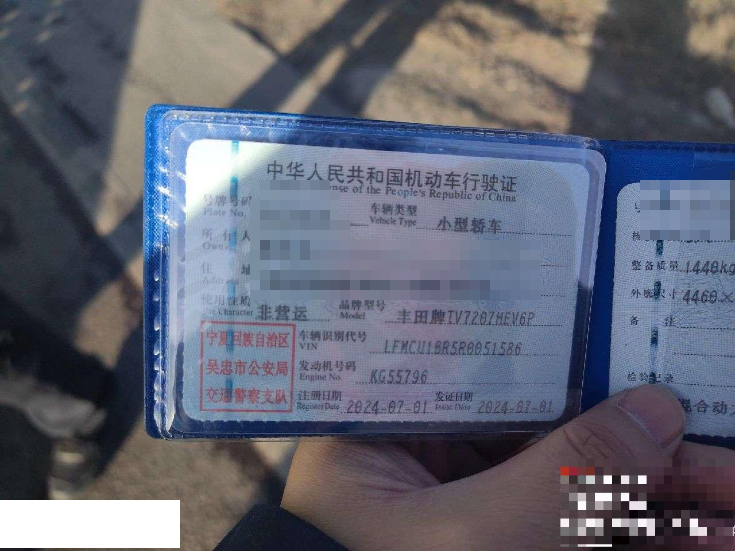 中华人民共和国机动车行驶证
ense of the People's Republic of China
号牌号码
Plate No.
车辆类型
Vehicle Type
小型轿车
所有人
住 址
使用性质
Use Character
非营运
品牌型号
Model
丰田牌TV7207HEV6P
宁夏回族自治区
吴忠市公安局
交通警察支队
车辆识别代号
VIN
LFMCU1BR5R0051586
发动机号码
Engine No.
KG55796
注册日期
Register Date
2024-07-01
发证日期
Issue Date
2024-07-01
整备质量 1440kg
外廓尺寸 4460×
备 注
检验记录
混合动